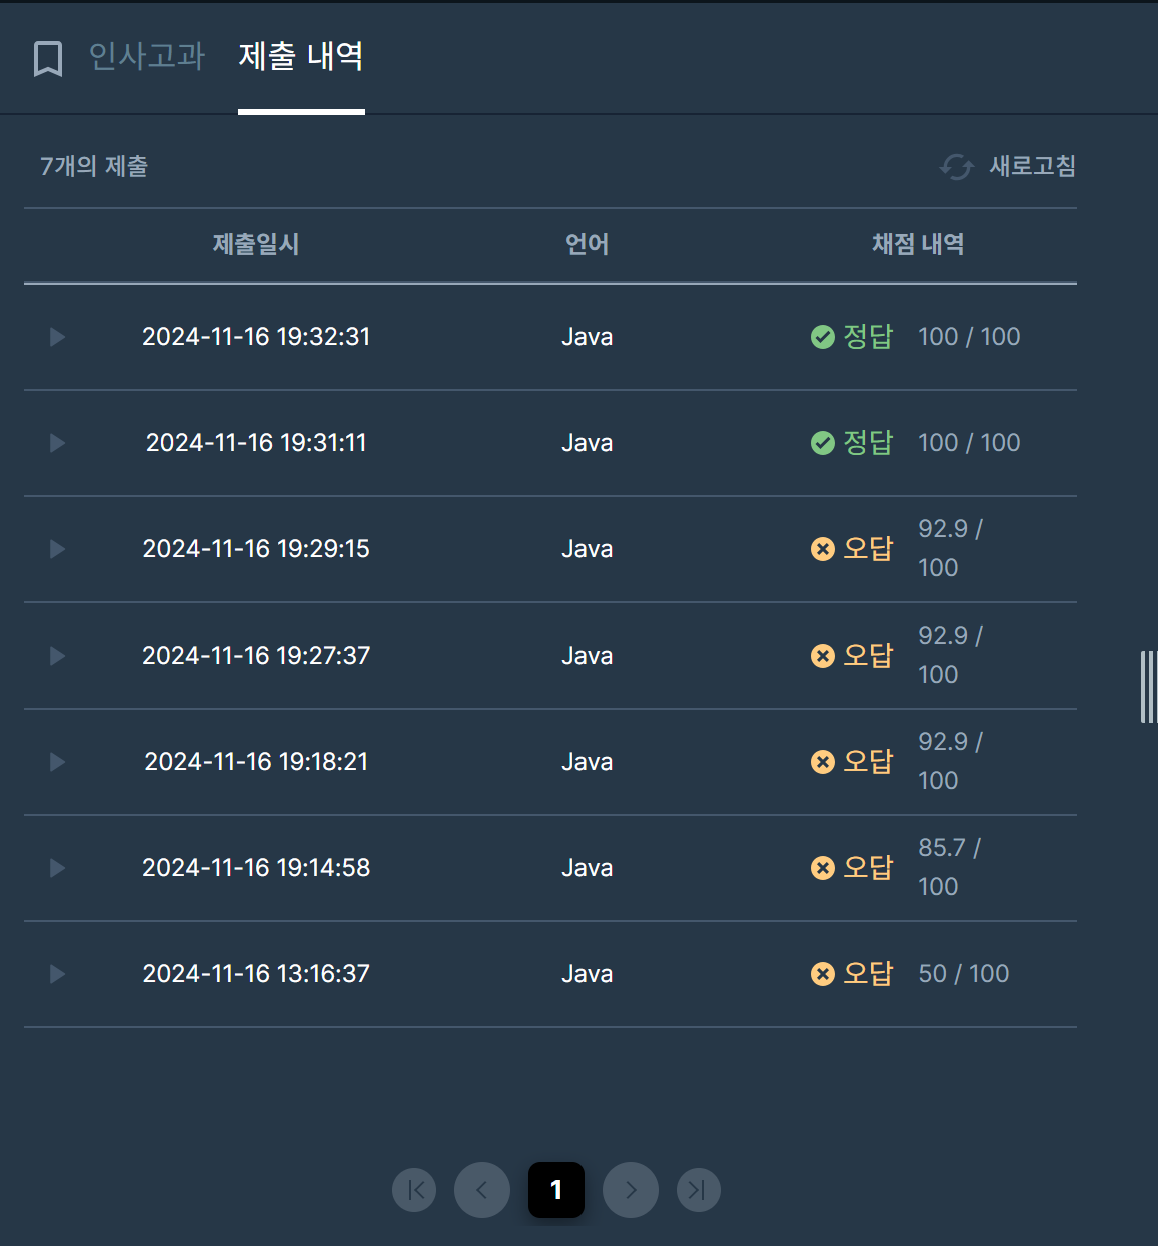 인사고과 제출 내역
7개의 제출 새로고침
제출일시 언어 채점 내역
2024-11-16 19:32:31 Java 정답 100 / 100
2024-11-16 19:31:11 Java 정답 100 / 100
2024-11-16 19:29:15 Java 오답 92.9 /
100
2024-11-16 19:27:37 Java 오답 92.9 /
100
2024-11-16 19:18:21 Java 오답 92.9 /
100
2024-11-16 19:14:58 Java 오답 85.7 /
100
2024-11-16 13:16:37 Java 오답 50 / 100
1